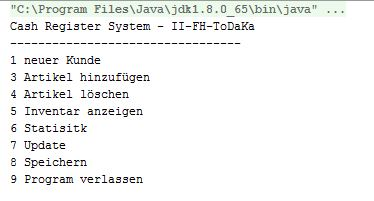 "C:\Program Files\Java\jdk1.8.0_65\bin\java" ...
Cash Register System - II-FH-ToDaKa
--------------------------------
1 neuer Kunde
3 Artikel hinzufügen
4 Artikel löschen
5 Inventar anzeigen
6 Statisitk
7 Update
8 Speichern
9 Program verlassen